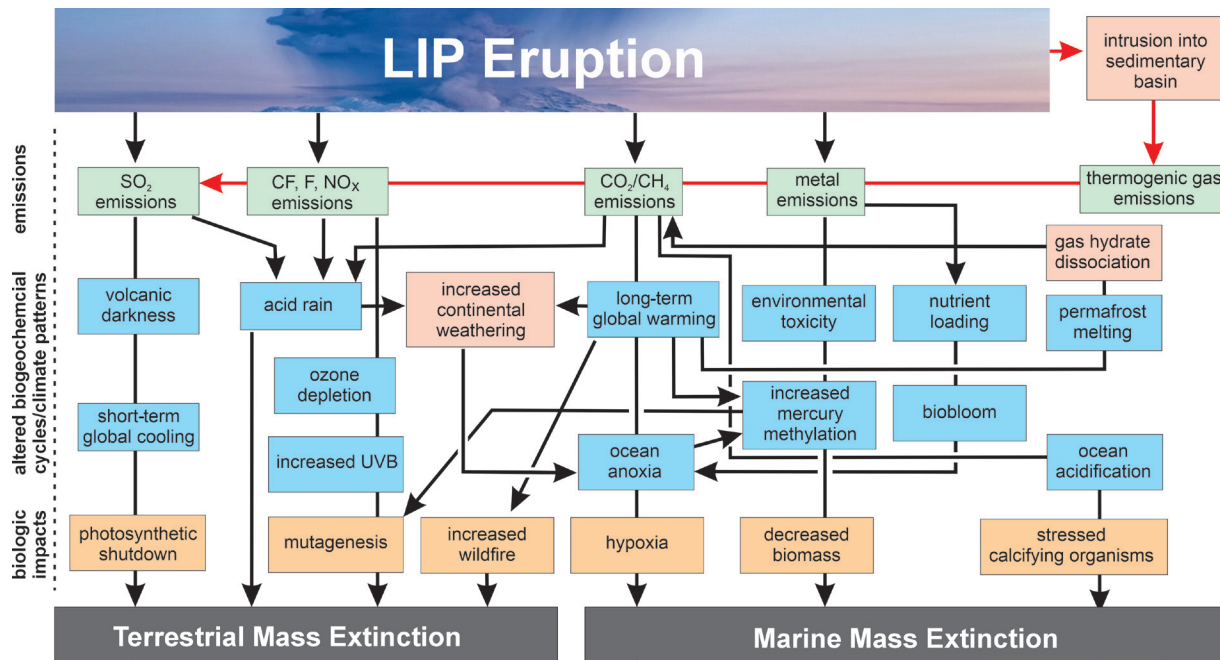 LIP Eruption
intrusion into
sedimentary
basin
emissions
SO₂
emissions
CF, F, NOX
emissions
CO₂/CH₄
emissions
metal
emissions
thermogenic gas
emissions
gas hydrate
dissociation
altered biogeochemcial
cycles/climate patterns
volcanic
darkness
acid rain
increased
continental
weathering
long-term
global warming
environmental
toxicity
nutrient
loading
permafrost
melting
ozone
depletion
short-term
global cooling
increased
mercury
methylation
biobloom
increased UVB
ocean
anoxia
ocean
acidification
biologic
impacts
photosynthetic
shutdown
mutagenesis
increased
wildfire
hypoxia
decreased
biomass
stressed
calcifying organisms
Terrestrial Mass Extinction
Marine Mass Extinction